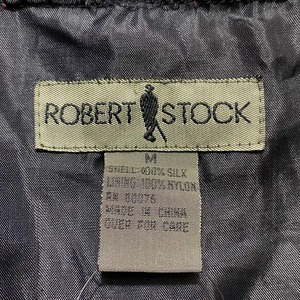 ROBERT STOCK
M
SHELL:100% SILK
LINING:100% NYLON
RN 80076
MADE IN CHINA
OVER FOR CARE